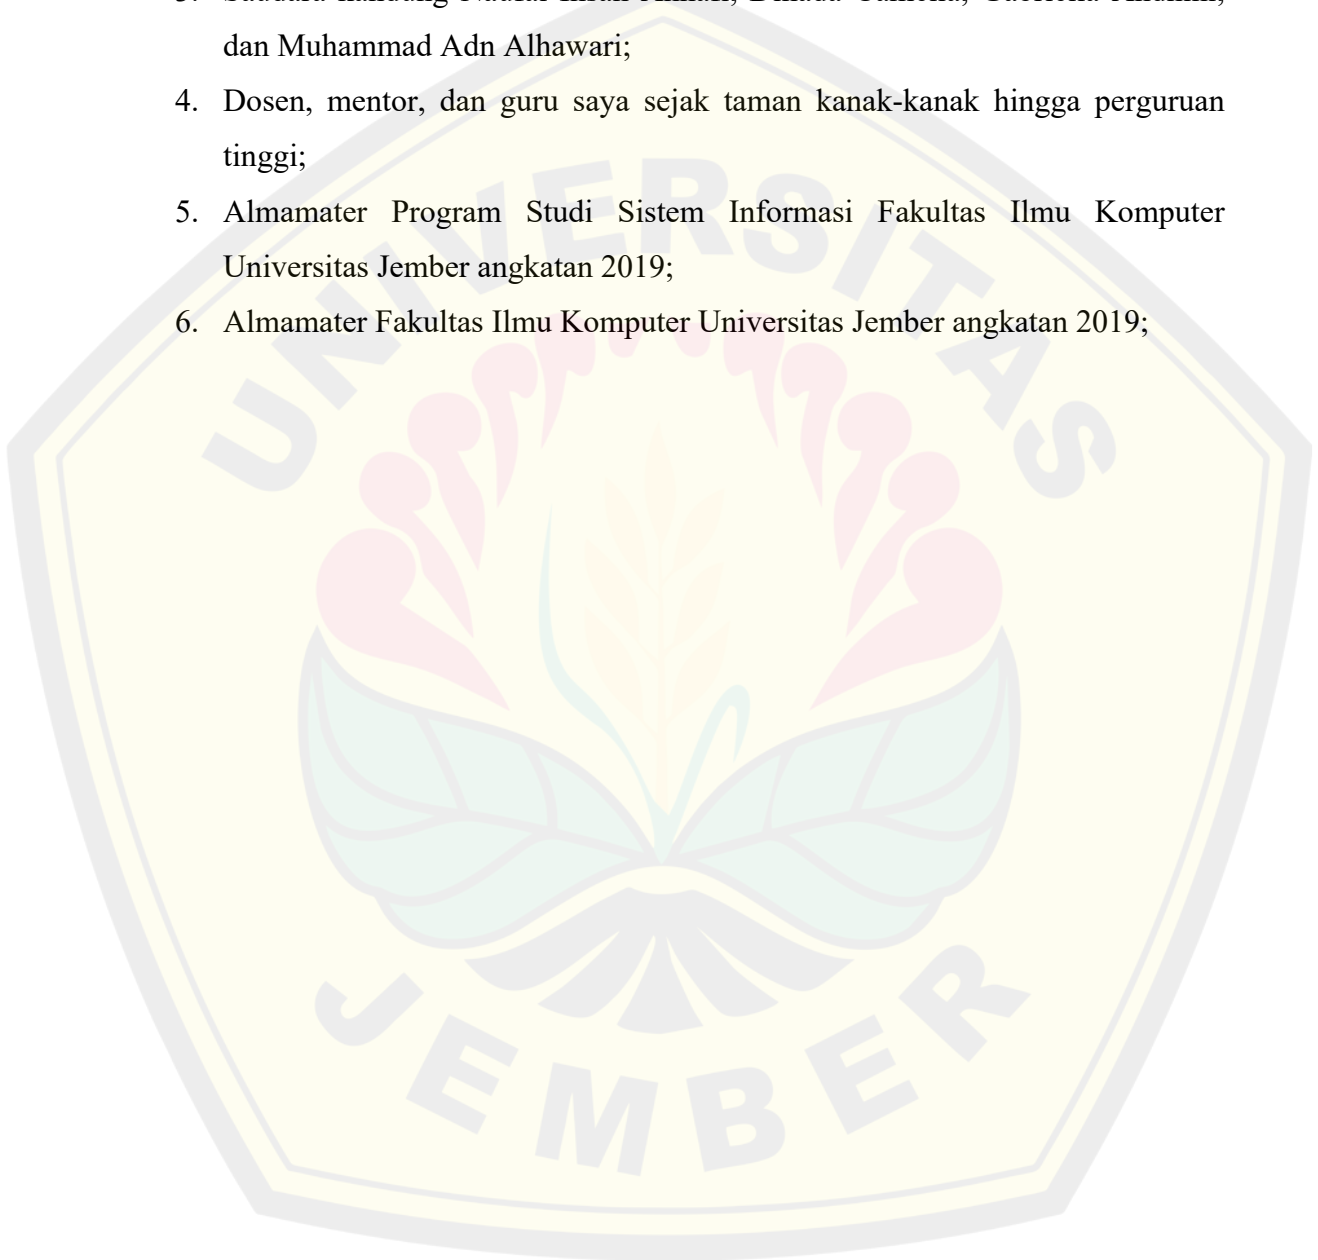 dan Muhammad Adn Alhawari;
4. Dosen, mentor, dan guru saya sejak taman kanak-kanak hingga perguruan
tinggi;
5. Almamater Program Studi Sistem Informasi Fakultas Ilmu Komputer
Universitas Jember angkatan 2019;
6. Almamater Fakultas Ilmu Komputer Universitas Jember angkatan 2019;
UNIVERSITAS
JEMBER